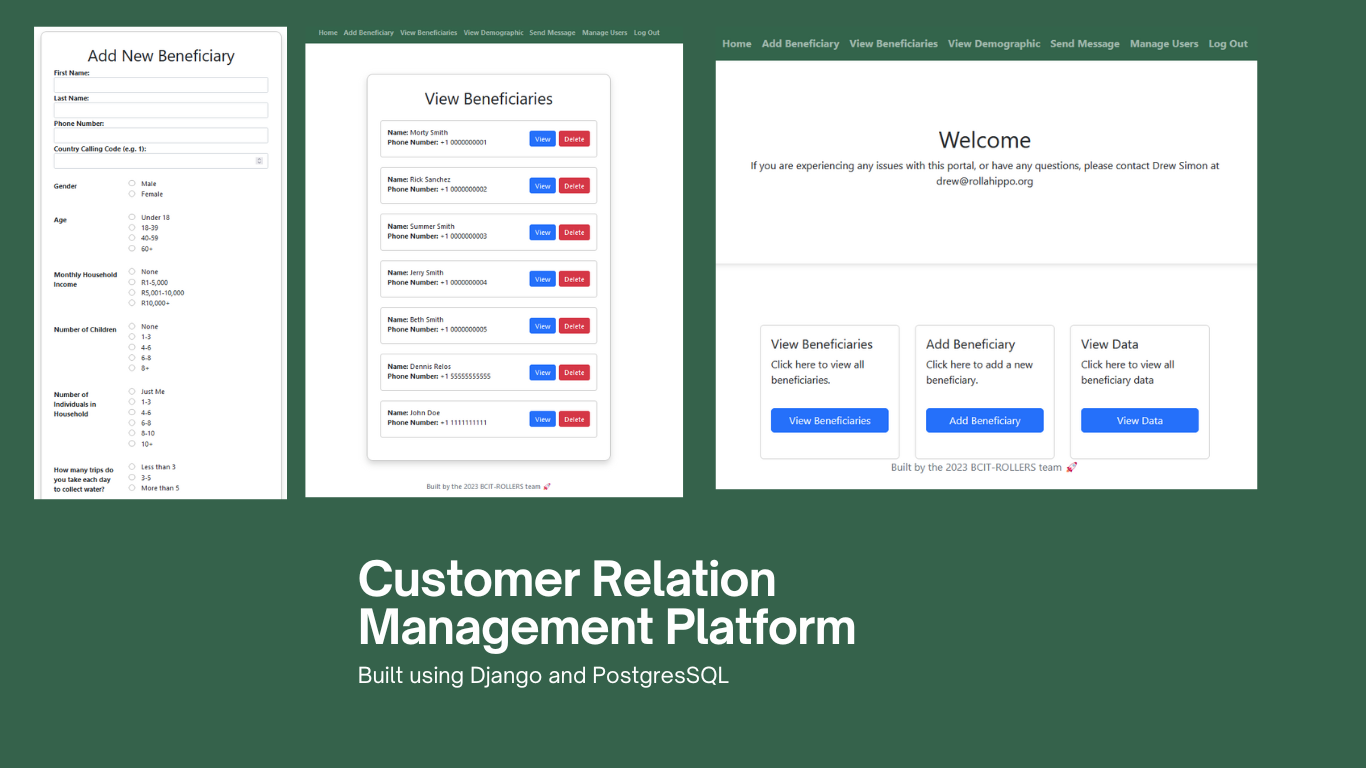 Add New Beneficiary
First Name:
Last Name:
Phone Number:
Country Calling Code (e.g. 1):
Gender
Male
Female
Age
Under 18
18-39
40-59
60+
Monthly Household
Income
None
R1-5,000
R5,001-10,000
R10,000+
Number of Children
None
1-3
4-6
6-8
8+
Number of
Individuals in
Household
Just Me
1-3
4-6
6-8
8-10
10+
How many trips do
you take each day
to collect water?
Less than 3
3-5
More than 5
Home Add Beneficiary View Beneficiaries View Demographic Send Message Manage Users Log Out
View Beneficiaries
Name: Morty Smith
Phone Number: +1 0000000001
View Delete
Name: Rick Sanchez
Phone Number: +1 0000000002
View Delete
Name: Summer Smith
Phone Number: +1 0000000003
View Delete
Name: Jerry Smith
Phone Number: +1 0000000004
View Delete
Name: Beth Smith
Phone Number: +1 0000000005
View Delete
Name: Dennis Relos
Phone Number: +1 55555555555
View Delete
Name: John Doe
Phone Number: +1 1111111111
View Delete
Built by the 2023 BCIT-ROLLERS team 🚀
Home Add Beneficiary View Beneficiaries View Demographic Send Message Manage Users Log Out
Welcome
If you are experiencing any issues with this portal, or have any questions, please contact Drew Simon at
drew@rollahippo.org
View Beneficiaries
Click here to view all
beneficiaries.
View Beneficiaries
Add Beneficiary
Click here to add a new
beneficiary.
Add Beneficiary
View Data
Click here to view all
beneficiary data
View Data
Built by the 2023 BCIT-ROLLERS team 🚀
Customer Relation
Management Platform
Built using Django and PostgresSQL